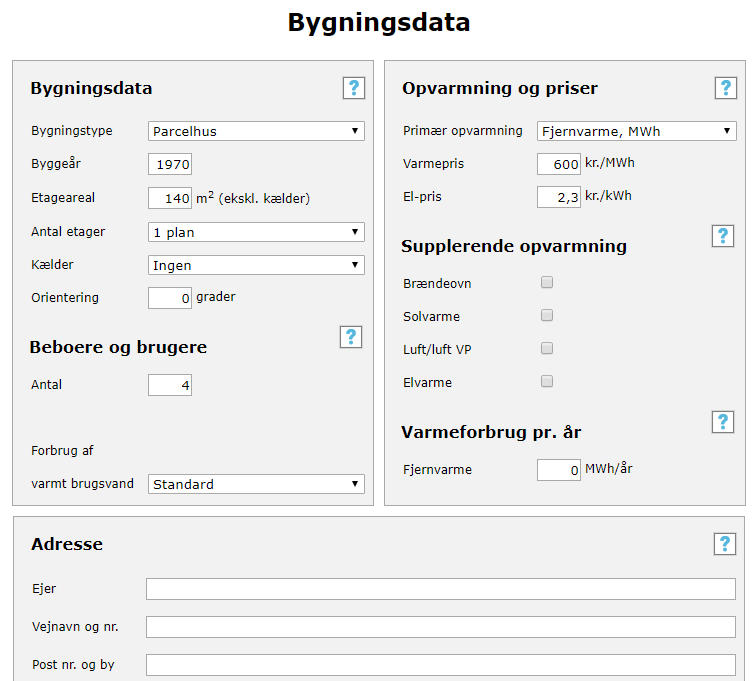 Bygningsdata
Bygningsdata ?
Bygningstype Parcelhus
Byggeår 1970
Etageareal 140 m² (ekskl. kælder)
Antal etager 1 plan
Kælder Ingen
Orientering 0 grader
Beboere og brugere ?
Antal 4
Forbrug af
varmt brugsvand Standard
Opvarmning og priser ?
Primær opvarmning Fjernvarme, MWh
Varmepris 600 kr./MWh
El-pris 2,3 kr./kWh
Supplerende opvarmning ?
Brændeovn
Solvarme
Luft/luft VP
Elvarme
Varmeforbrug pr. år ?
Fjernvarme 0 MWh/år
Adresse ?
Ejer
Vejnavn og nr.
Post nr. og by